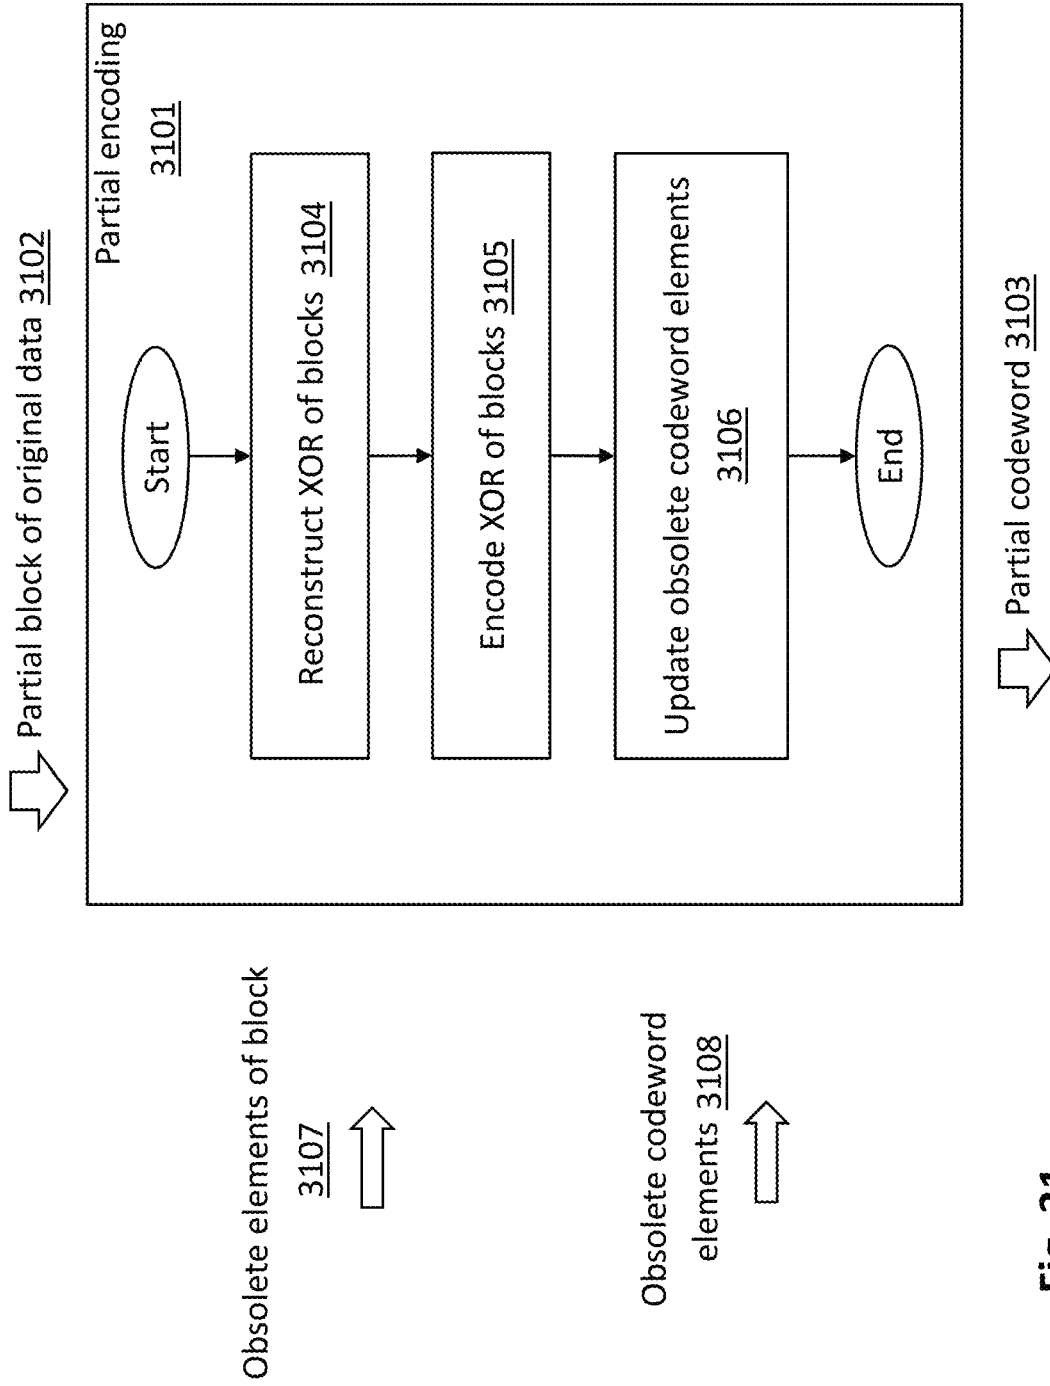 Partial block of original data 3102
Partial encoding
3101
Start
Reconstruct XOR of blocks 3104
Encode XOR of blocks 3105
Update obsolete codeword elements
3106
End
Obsolete elements of block
3107
Obsolete codeword
elements 3108
Partial codeword 3103